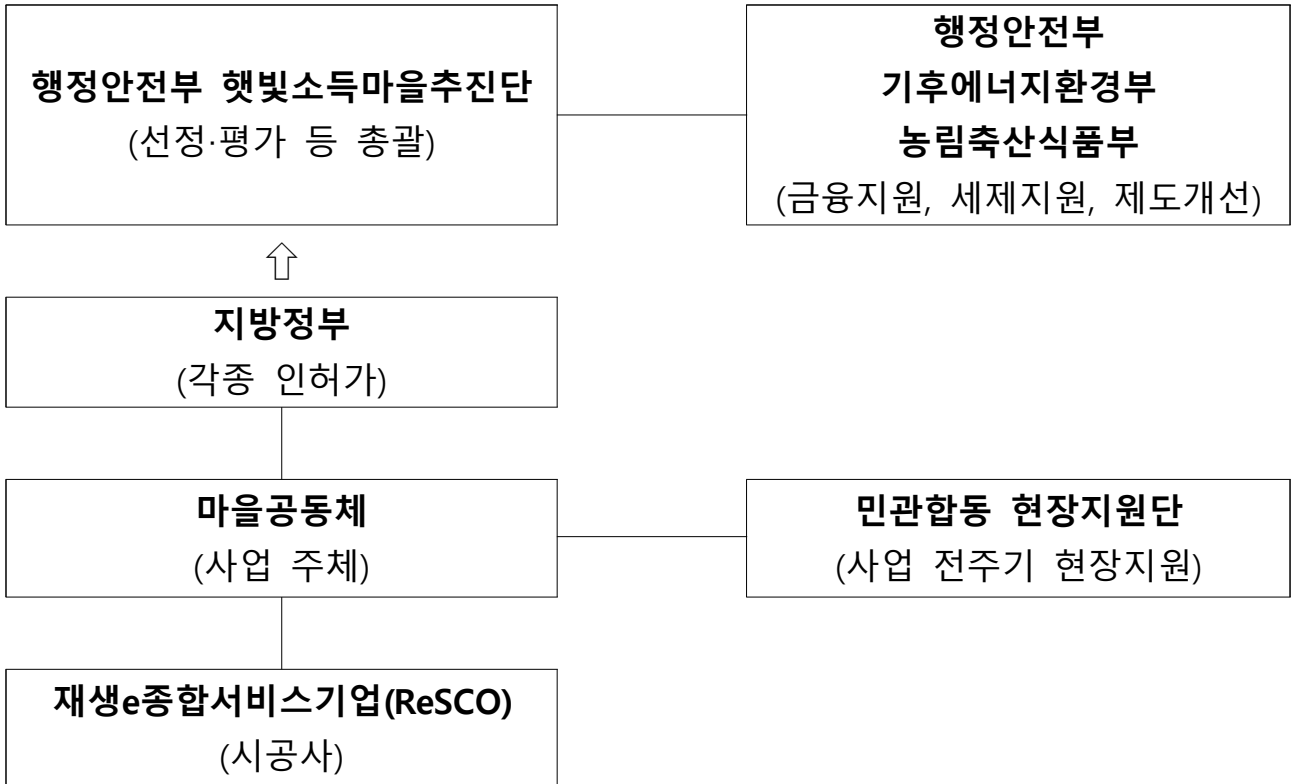 행정안전부 햇빛소득마을추진단
(선정·평가 등 총괄)
행정안전부
기후에너지환경부
농림축산식품부
(금융지원, 세제지원, 제도개선)
지방정부
(각종 인허가)
마을공동체
(사업 주체)
민관합동 현장지원단
(사업 전주기 현장지원)
재생e종합서비스기업(ReSCO)
(시공사)